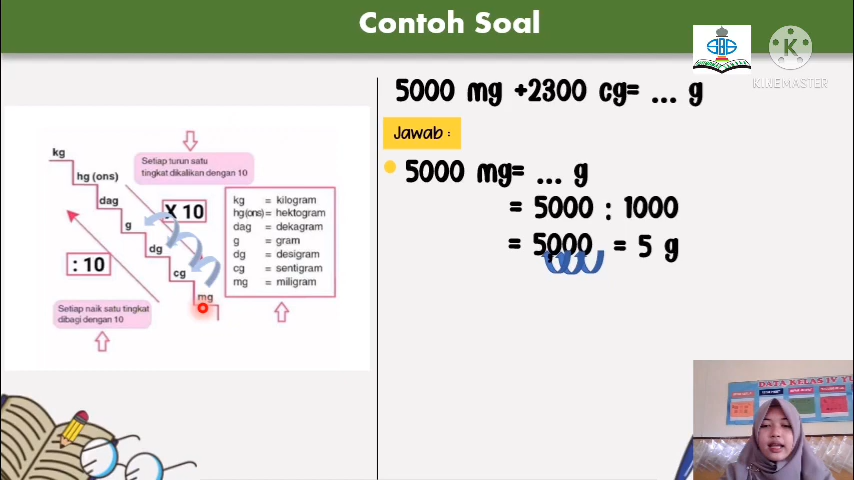 Contoh Soal
SBS
K
KINEMASTER
5000 mg +2300 cg= ... g
Jawab :
5000 mg= ... g
= 5000 : 1000
= 5000 = 5 g
kg
hg (ons)
dag
g
dg
cg
mg
Setiap turun satu
tingkat dikalikan dengan 10
X 10
: 10
Setiap naik satu tingkat
dibagi dengan 10
kg = kilogram
hg(ons)= hektogram
dag = dekagram
g = gram
dg = desigram
cg = sentigram
mg = miligram
DATA KELAS IV YU